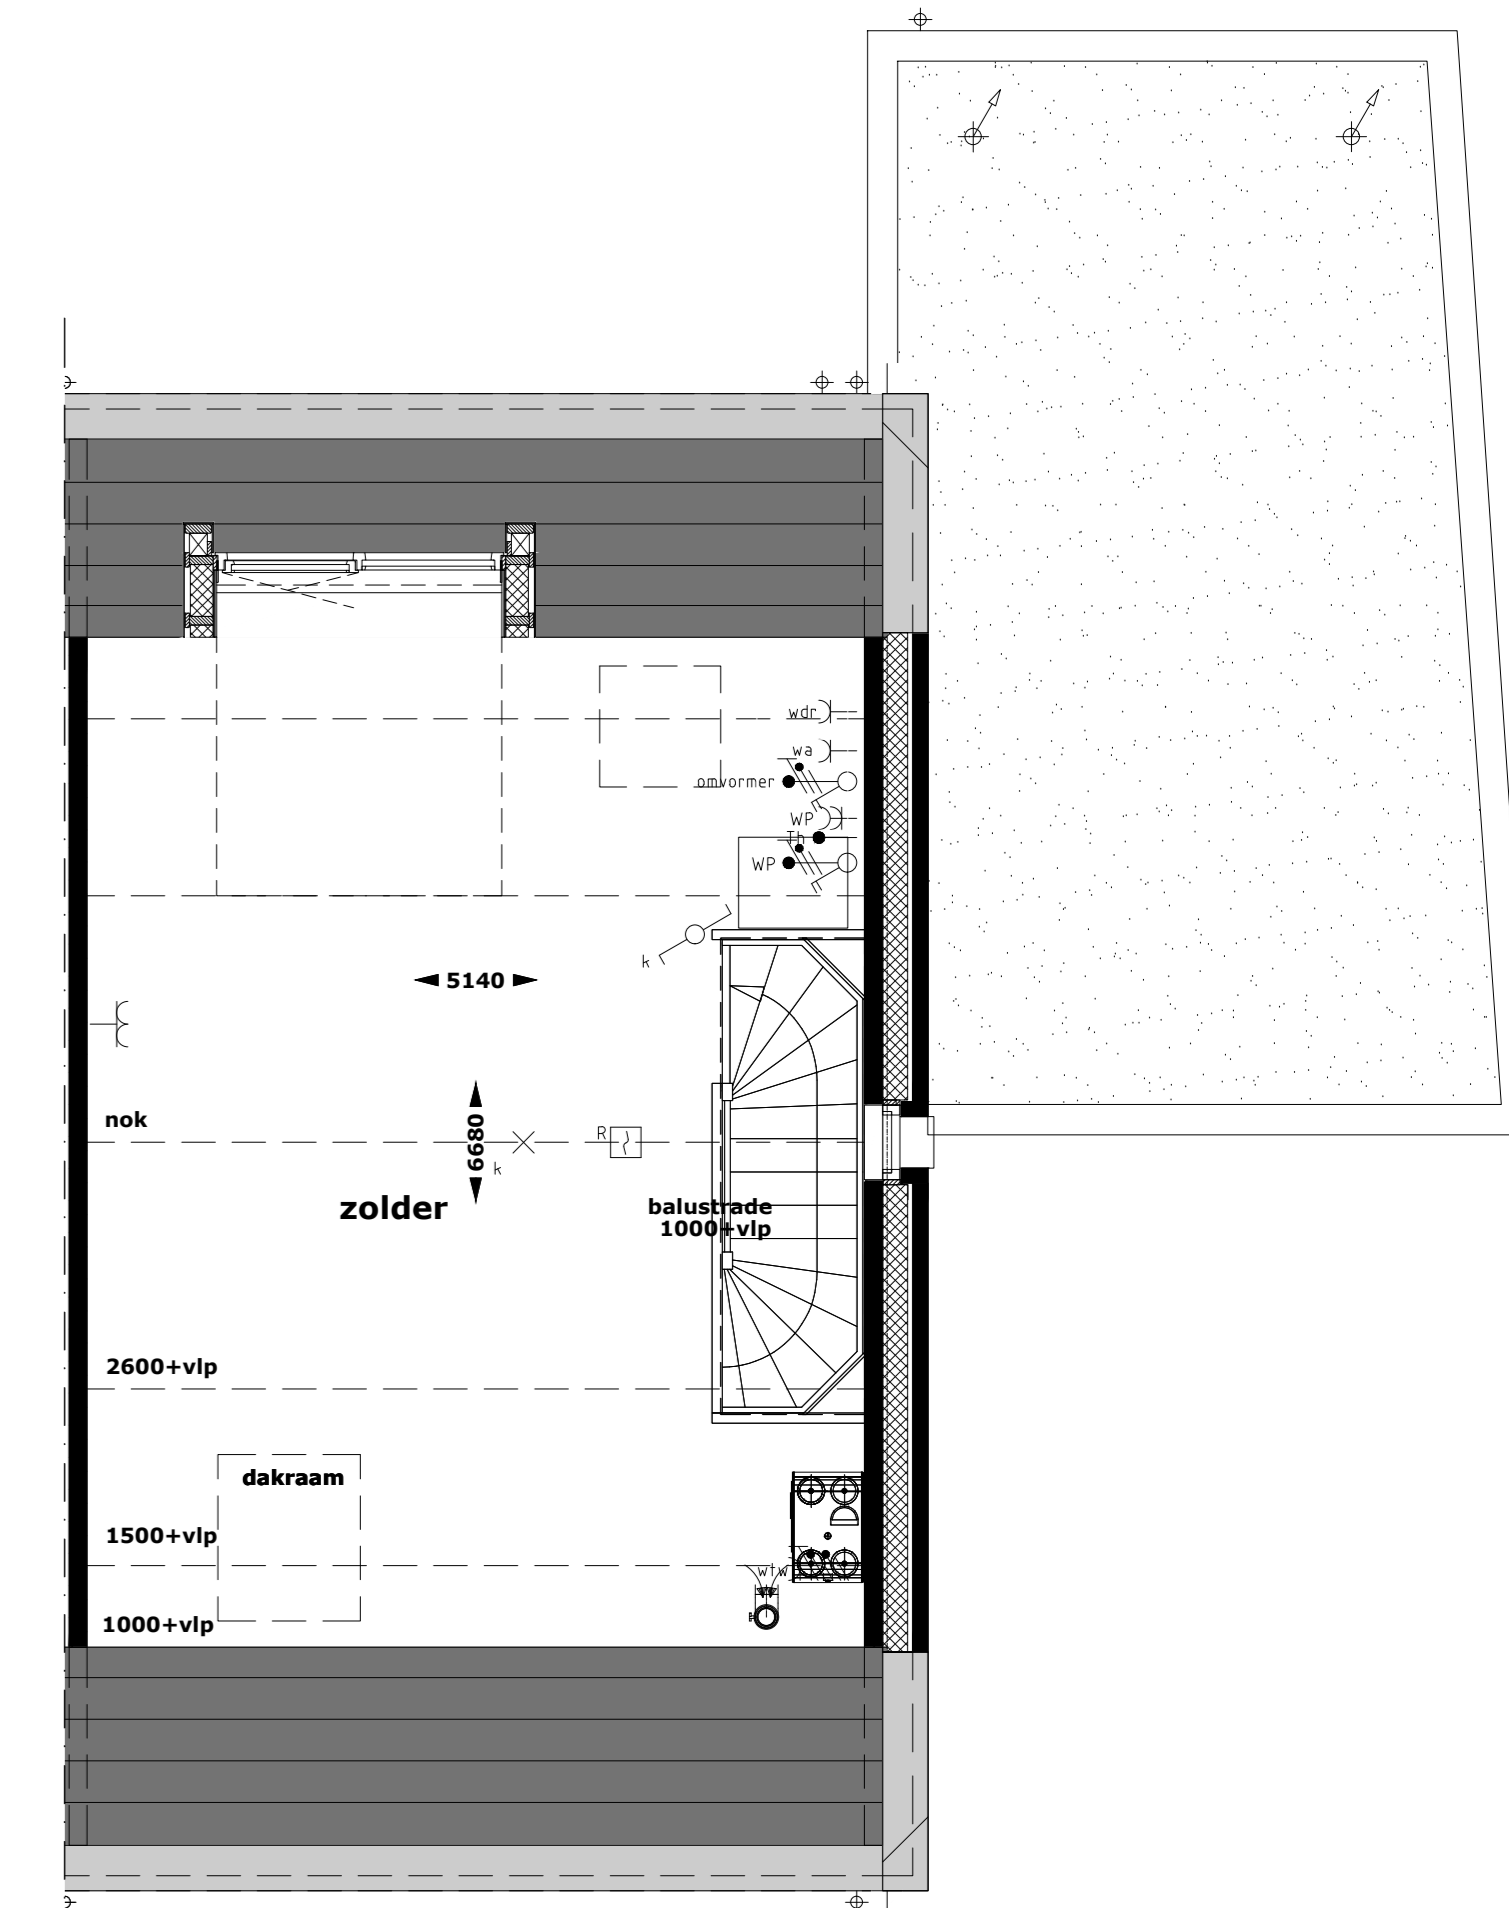 wdr
wa
omvormer
WP
Th
WP
k
5140
nok
6680
R
k
zolder
balustrade
1000+vlp
2600+vlp
dakraam
1500+vlp
wtw
1000+vlp